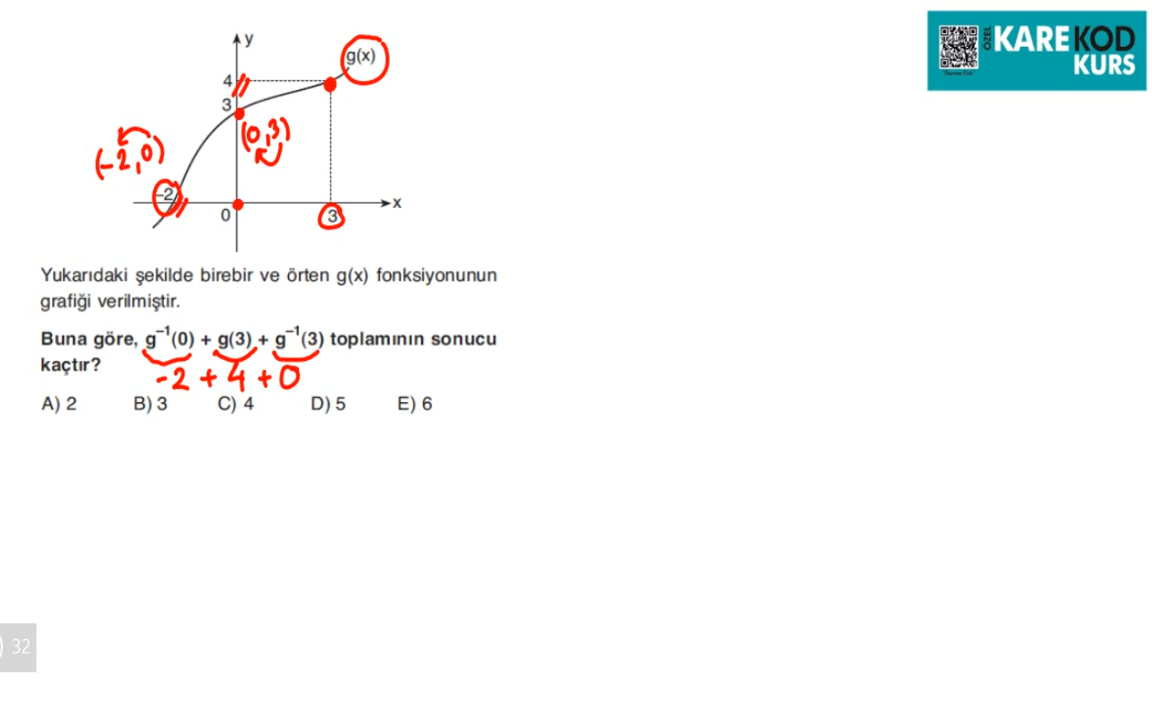 ÖZEL
KAREKOD
KURS
y
g(x)
4
3
(0,3)
(-2,0)
-2
0
3
x
Yukarıdaki şekilde birebir ve örten g(x) fonksiyonunun
grafiği verilmiştir.
Buna göre, g⁻¹(0) + g(3) + g⁻¹(3) toplamının sonucu
kaçtır?
-2 + 4 + 0
A) 2 B) 3 C) 4 D) 5 E) 6
) 32